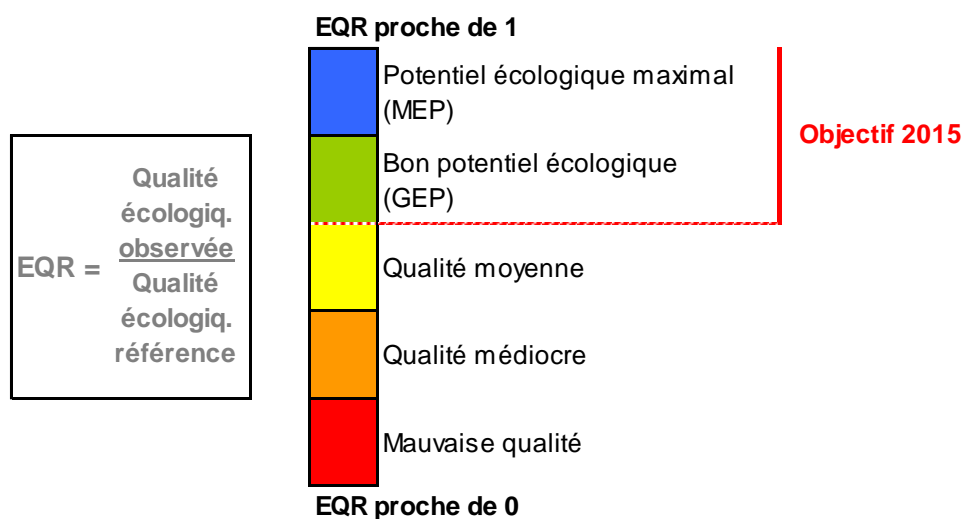 EQR proche de 1
Potentiel écologique maximal
(MEP)
Objectif 2015
Bon potentiel écologique
(GEP)
EQR =
Qualité
écologiq.
observée
Qualité
écologiq.
référence
Qualité moyenne
Qualité médiocre
Mauvaise qualité
EQR proche de 0